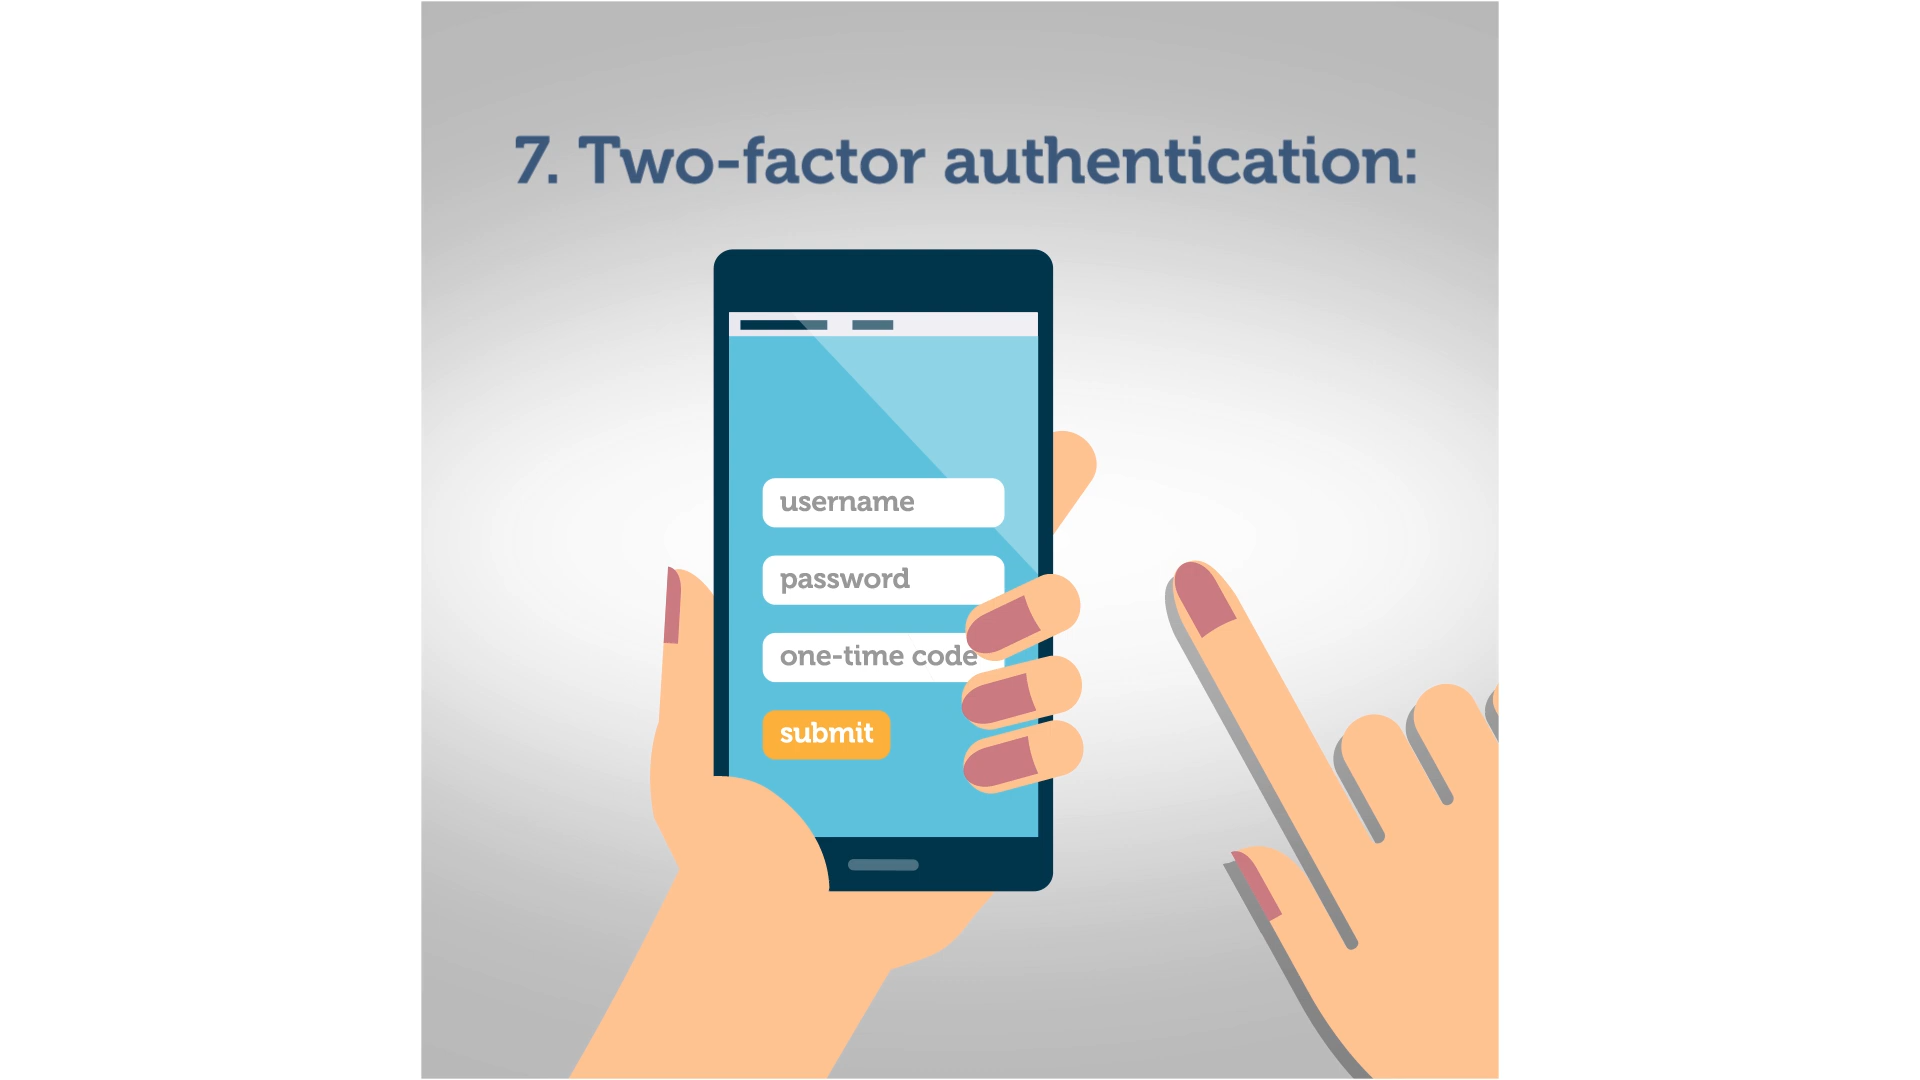 7. Two-factor authentication:
username
password
one-time code
submit